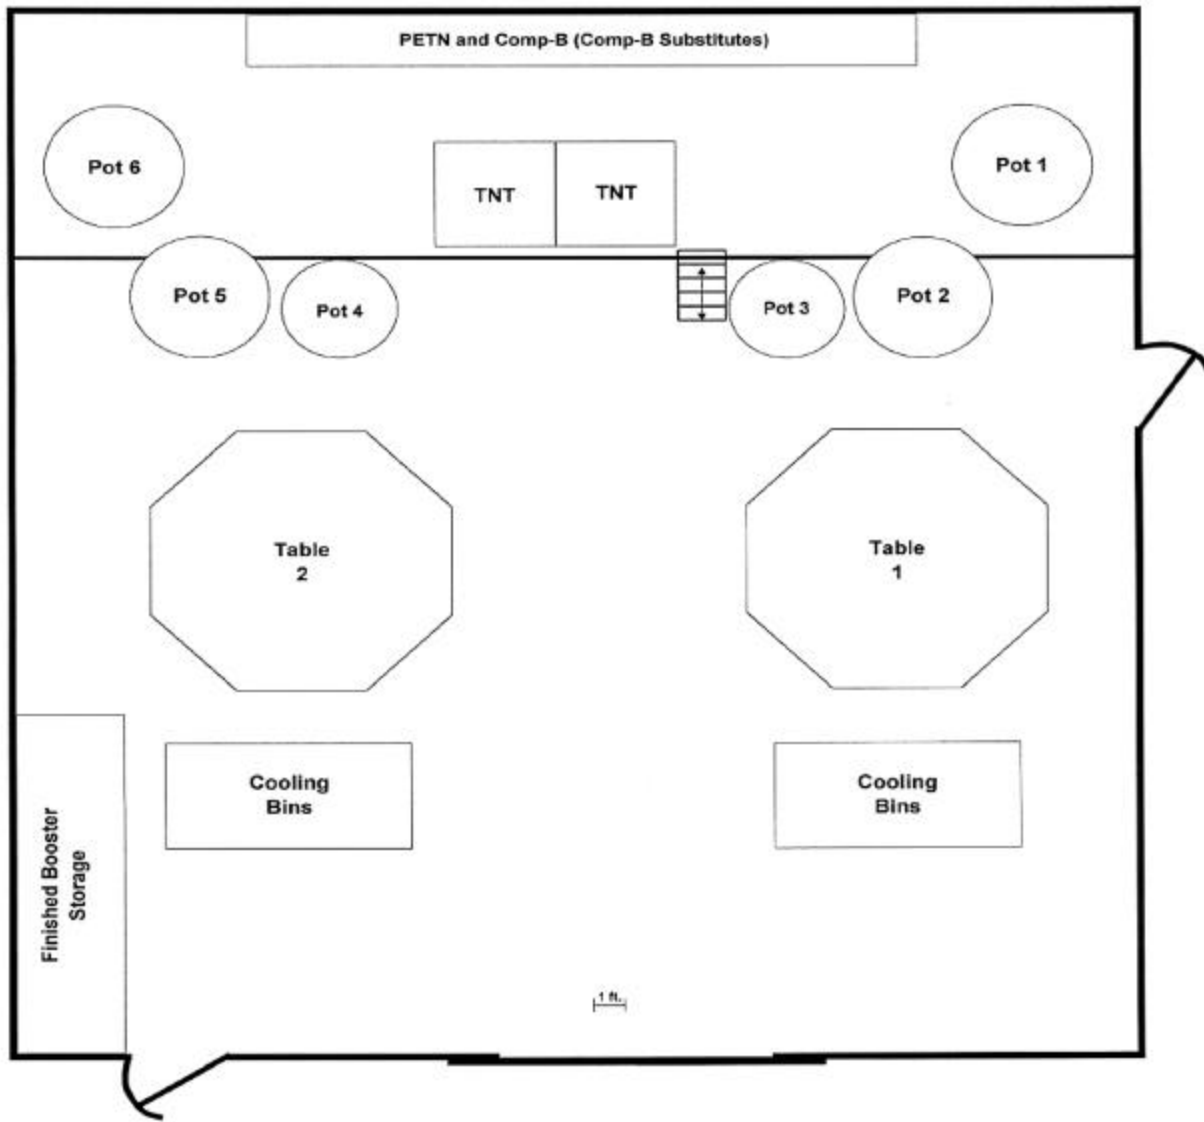 PETN and Comp-B (Comp-B Substitutes)
Pot 6
TNT
TNT
Pot 1
Pot 5
Pot 4
Pot 3
Pot 2
Table
2
Table
1
Cooling
Bins
Cooling
Bins
Finished Booster
Storage
1 ft.